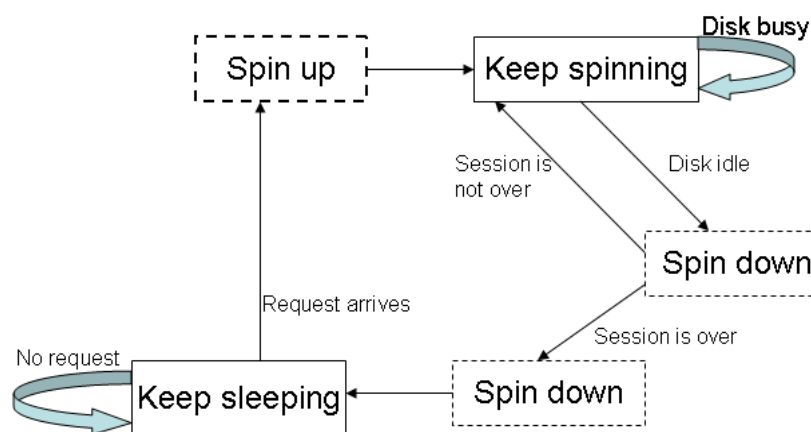 Disk busy
Spin up
Keep spinning
Session is
not over
Disk idle
Spin down
Request arrives
Session is over
No request
Keep sleeping
Spin down